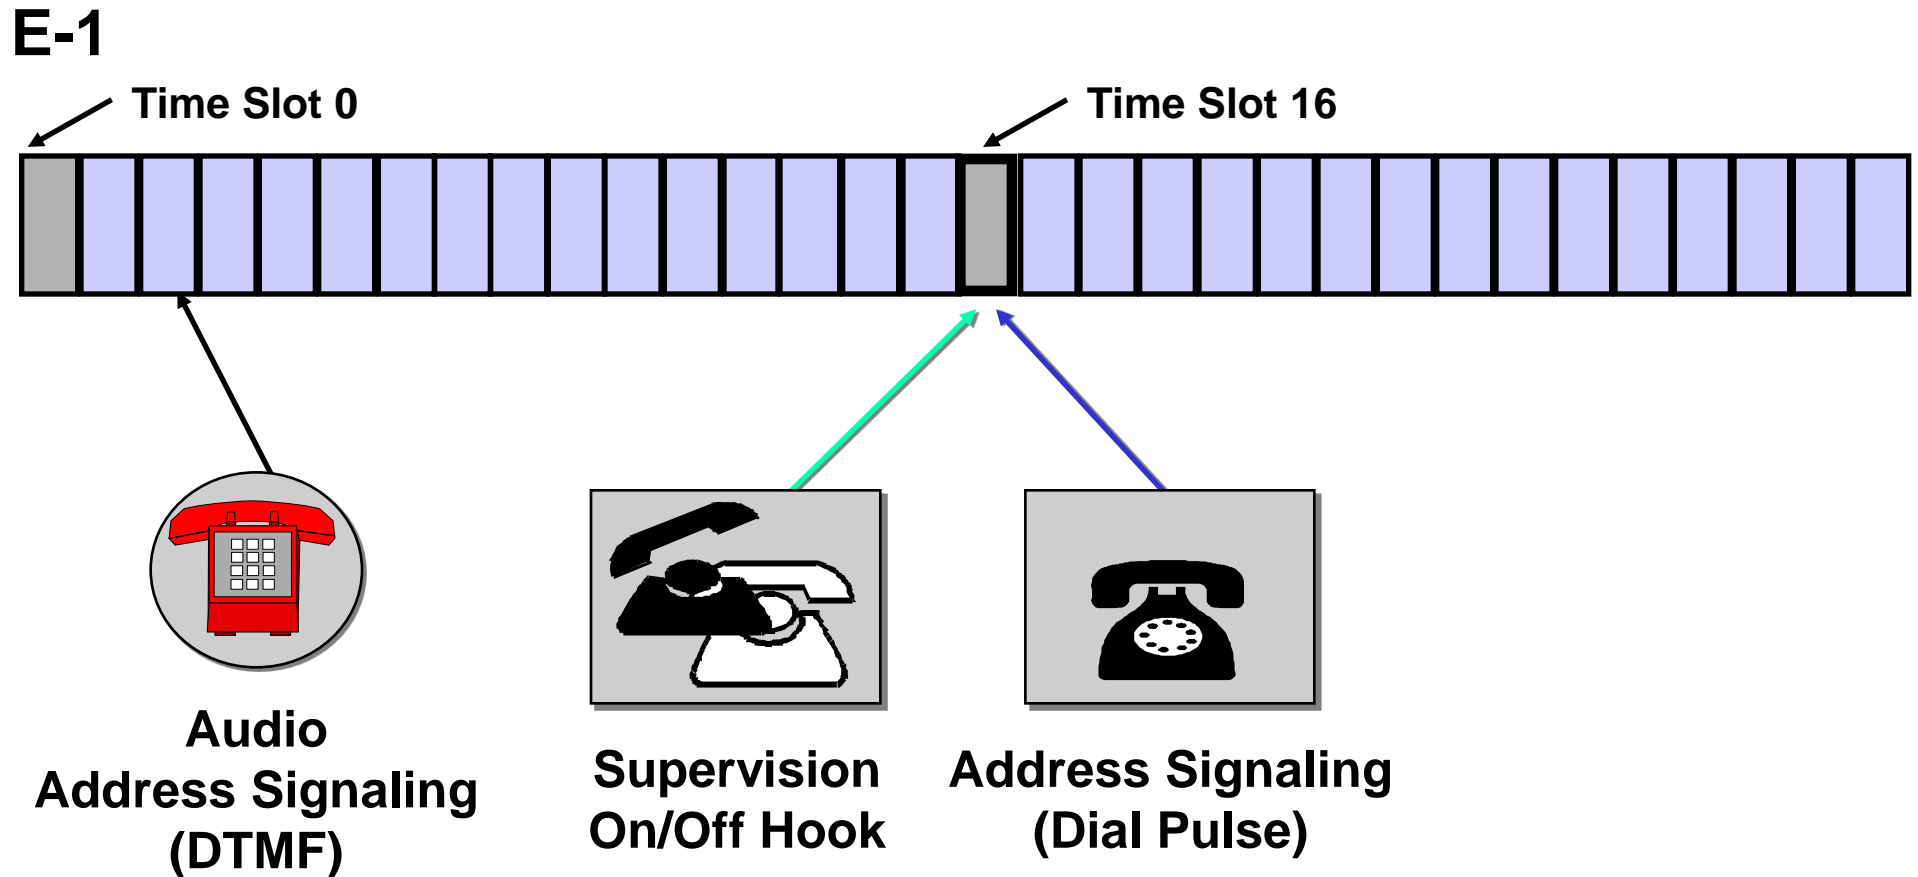 E-1
Time Slot 0
Time Slot 16
Audio
Address Signaling
(DTMF)
Supervision
On/Off Hook
Address Signaling
(Dial Pulse)